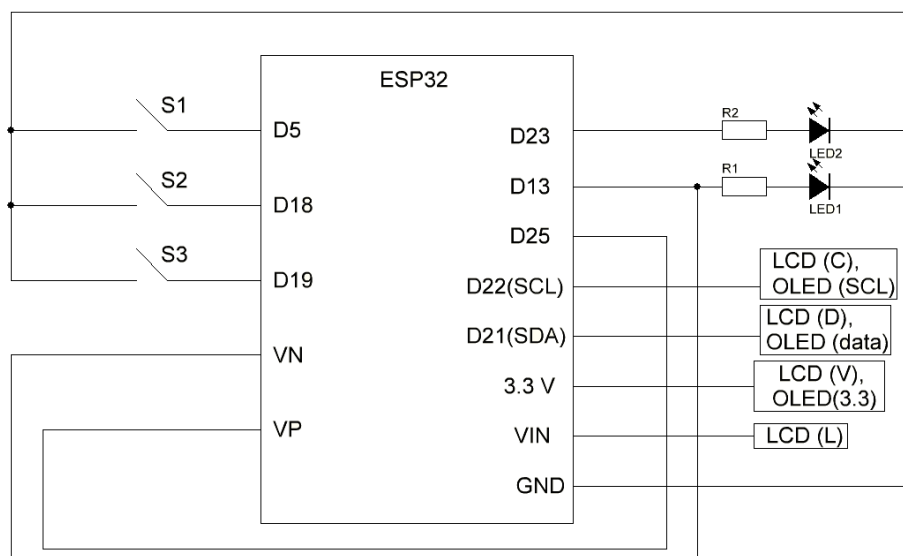 ESP32
S1
D5
S2
D18
S3
D19
VN
VP
D23
D13
D25
D22(SCL)
D21(SDA)
3.3 V
VIN
GND
R2
LED2
R1
LED1
LCD (C),
OLED (SCL)
LCD (D),
OLED (data)
LCD (V),
OLED(3.3)
LCD (L)